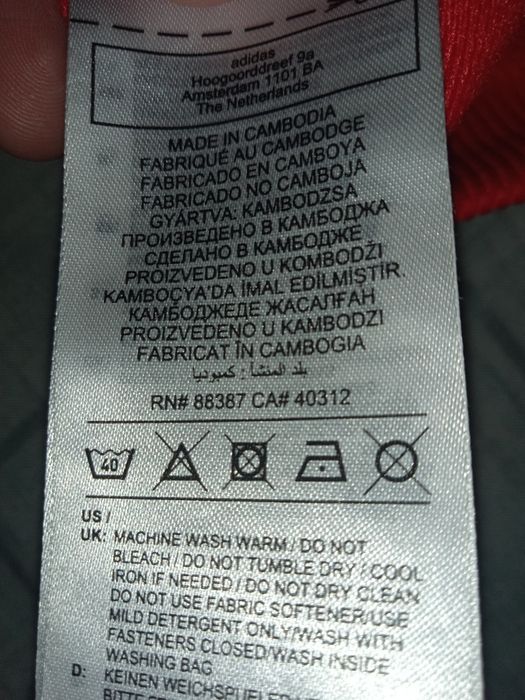 adidas
Hoogoorddreef 9a
Amsterdam 1101 BA
The Netherlands
MADE IN CAMBODIA
FABRIQUÉ AU CAMBODGE
FABRICADO EN CAMBOYA
FABRICADO NO CAMBOJA
GYÁRTVA: KAMBODZSA
ПРОИЗВЕДЕНО В КАМБОДЖА
СДЕЛАНО В КАМБОДЖЕ
PROIZVEDENO U KOMBODŽI
KAMBOÇYA'DA İMAL EDİLMİŞTİR.
КАМБОДЖЕДЕ ЖАСАЛҒАН
PROIZVEDENO U KAMBODZI
FABRICAT ÎN CAMBOGIA
بلد المنشأ : كمبوديا
RN# 88387 CA# 40312
40
US /
UK: MACHINE WASH WARM / DO NOT
BLEACH / DO NOT TUMBLE DRY / COOL
IRON IF NEEDED / DO NOT DRY CLEAN
DO NOT USE FABRIC SOFTENER/USE
MILD DETERGENT ONLY/WASH WITH
FASTENERS CLOSED/WASH INSIDE
WASHING BAG
D: KEINEN WEICHSPÜLER